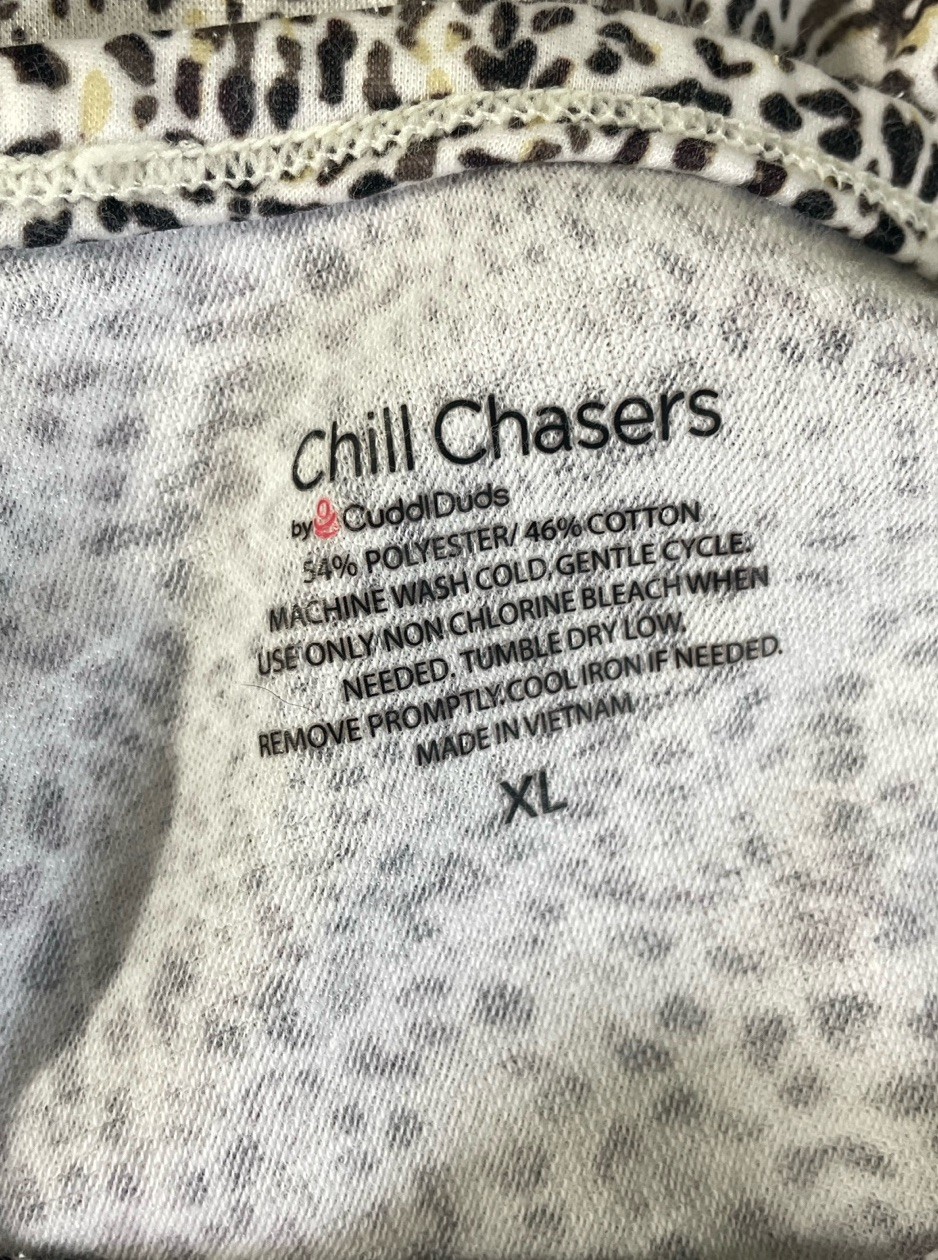 Chill Chasers
by CuddlDuds
54% POLYESTER/ 46% COTTON
MACHINE WASH COLD, GENTLE CYCLE.
USE ONLY NON CHLORINE BLEACH WHEN
NEEDED. TUMBLE DRY LOW,
REMOVE PROMPTLY. COOL IRON IF NEEDED.
MADE IN VIETNAM
XL